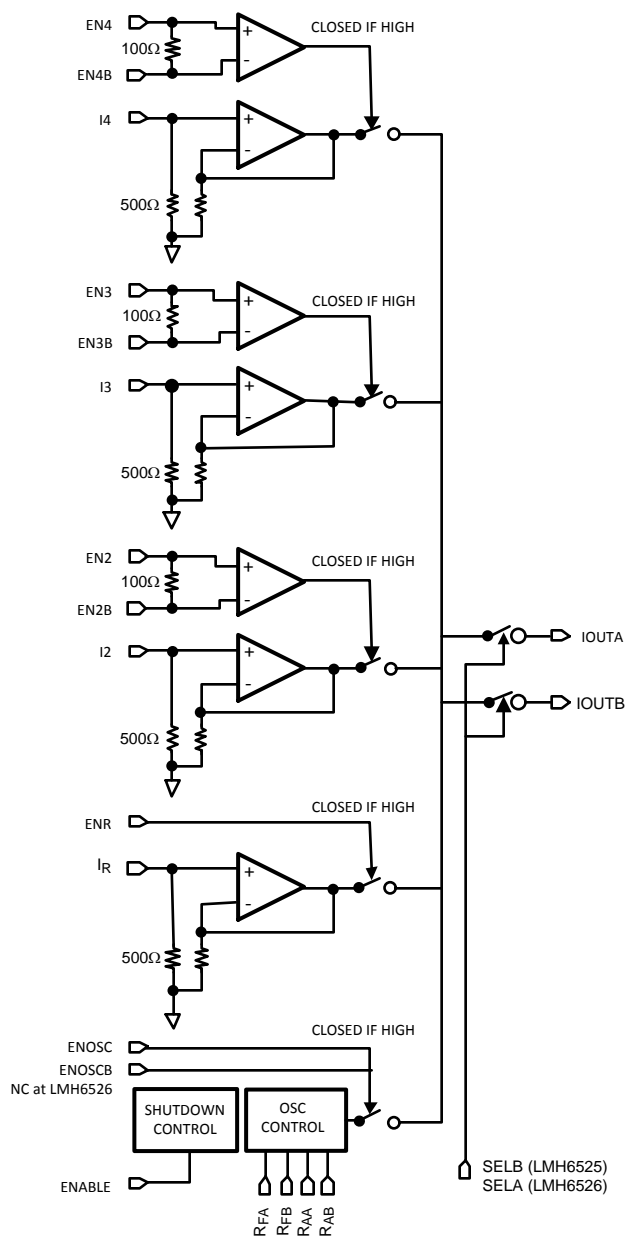 EN4
CLOSED IF HIGH
+
100Ω
-
EN4B
I4
+
-
500Ω
EN3
CLOSED IF HIGH
+
100Ω
-
EN3B
I3
+
-
500Ω
EN2
CLOSED IF HIGH
+
100Ω
-
EN2B
I2
+
-
IOUTA
IOUTB
500Ω
CLOSED IF HIGH
ENR
IR
+
-
500Ω
CLOSED IF HIGH
ENOSC
ENOSCB
NC at LMH6526
SHUTDOWN
CONTROL
OSC
CONTROL
SELB (LMH6525)
SELA (LMH6526)
ENABLE
RFA
RFB
RAA
RAB